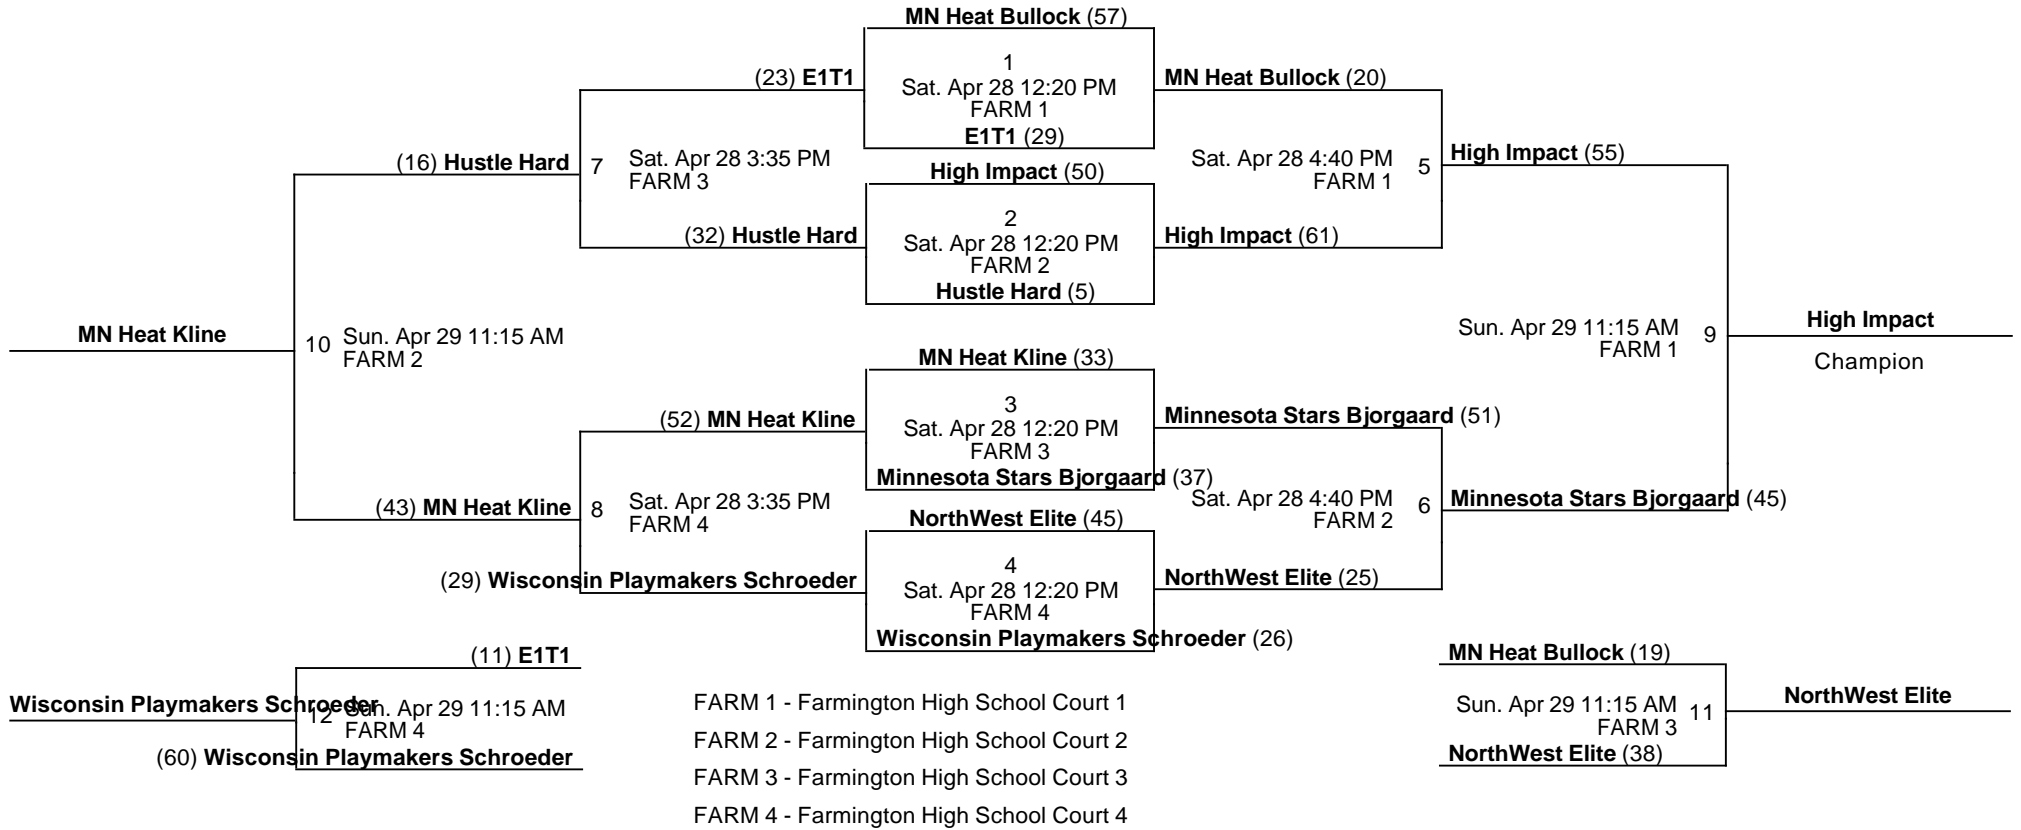 MN Heat Bullock (57)
1
Sat. Apr 28 12:20 PM
FARM 1
E1T1 (29)
(23) E1T1
MN Heat Bullock (20)
(16) Hustle Hard
7
Sat. Apr 28 3:35 PM
FARM 3
High Impact (50)
2
Sat. Apr 28 12:20 PM
FARM 2
Hustle Hard (5)
(32) Hustle Hard
High Impact (61)
Sat. Apr 28 4:40 PM
FARM 1
5
High Impact (55)
MN Heat Kline
10
Sun. Apr 29 11:15 AM
FARM 2
Sun. Apr 29 11:15 AM
FARM 1
9
High Impact
Champion
MN Heat Kline (33)
3
Sat. Apr 28 12:20 PM
FARM 3
Minnesota Stars Bjorgaard (37)
(52) MN Heat Kline
Minnesota Stars Bjorgaard (51)
(43) MN Heat Kline
8
Sat. Apr 28 3:35 PM
FARM 4
Sat. Apr 28 4:40 PM
FARM 2
6
Minnesota Stars Bjorgaard (45)
NorthWest Elite (45)
4
Sat. Apr 28 12:20 PM
FARM 4
Wisconsin Playmakers Schroeder (26)
(29) Wisconsin Playmakers Schroeder
NorthWest Elite (25)
(11) E1T1
Wisconsin Playmakers Schroeder
12
Sun. Apr 29 11:15 AM
FARM 4
(60) Wisconsin Playmakers Schroeder
FARM 1 - Farmington High School Court 1
FARM 2 - Farmington High School Court 2
FARM 3 - Farmington High School Court 3
FARM 4 - Farmington High School Court 4
MN Heat Bullock (19)
Sun. Apr 29 11:15 AM
FARM 3
11
NorthWest Elite
NorthWest Elite (38)